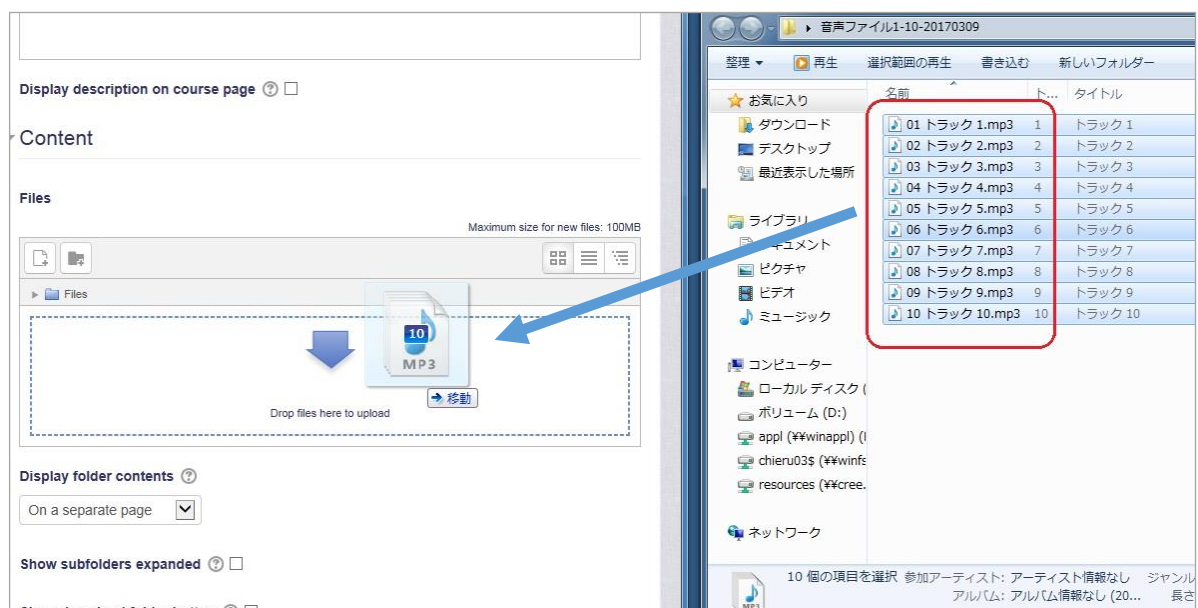 Display description on course page
Content
Files
Maximum size for new files: 100MB
Files
10
MP3
移動
Drop files here to upload
Display folder contents
On a separate page
Show subfolders expanded
音声ファイル1-10-20170309
整理 再生 選択範囲の再生 書き込む 新しいフォルダー
名前 ト... タイトル
お気に入り
ダウンロード
デスクトップ
最近表示した場所
ライブラリ
ピクチャ
ビデオ
ミュージック
コンピューター
ローカル ディスク (
ボリューム (D:)
appl (¥¥winappl) (
chieru03$ (¥¥winfs
resources (¥¥cree.
ネットワーク
01 トラック 1.mp3 1 トラック 1
02 トラック 2.mp3 2 トラック 2
03 トラック 3.mp3 3 トラック 3
04 トラック 4.mp3 4 トラック 4
05 トラック 5.mp3 5 トラック 5
06 トラック 6.mp3 6 トラック 6
07 トラック 7.mp3 7 トラック 7
08 トラック 8.mp3 8 トラック 8
09 トラック 9.mp3 9 トラック 9
10 トラック 10.mp3 10 トラック 10
10 個の項目を選択 参加アーティスト: アーティスト情報なし ジャンル
アルバム: アルバム情報なし (20... 長さ
MP3